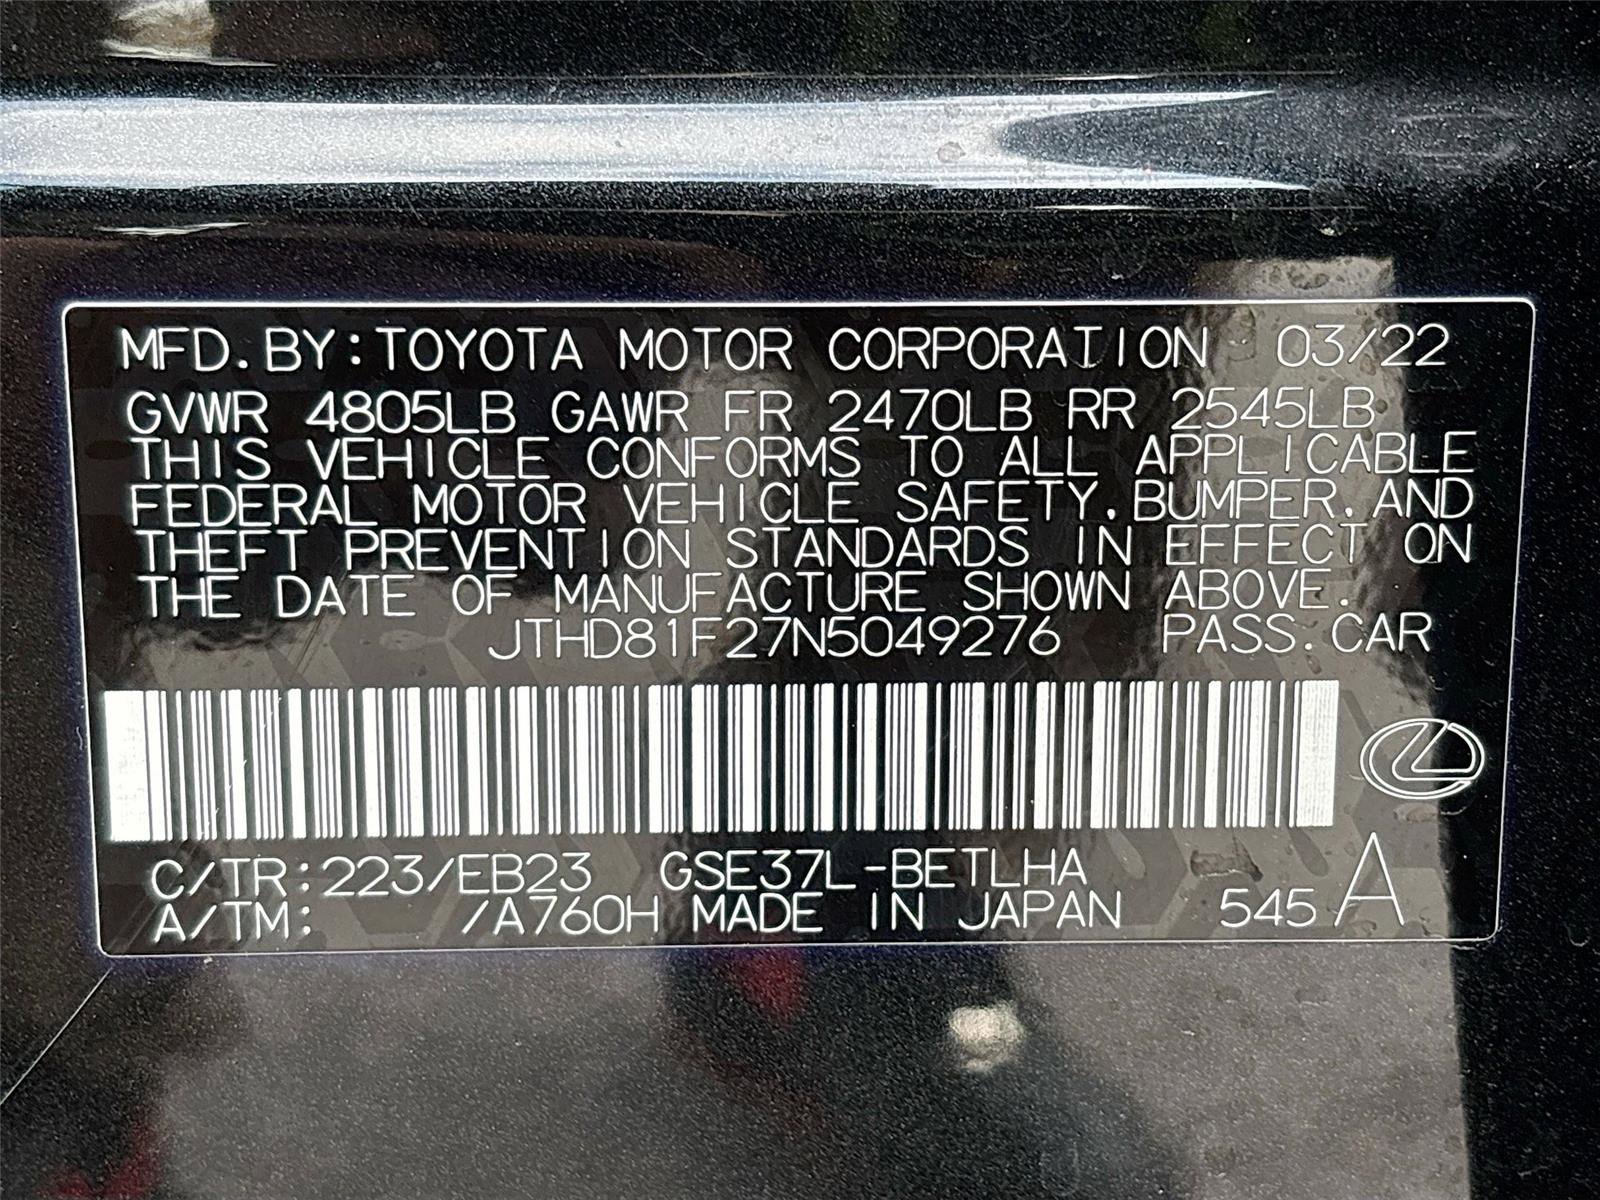 MFD.BY:TOYOTA MOTOR CORPORATION 03/22
GVWR 4805LB GAWR FR 2470LB RR 2545LB
THIS VEHICLE CONFORMS TO ALL APPLICABLE
FEDERAL MOTOR VEHICLE SAFETY,BUMPER,AND
THEFT PREVENTION STANDARDS IN EFFECT ON
THE DATE OF MANUFACTURE SHOWN ABOVE.
JTHD81F27N5049276 PASS.CAR
C/TR:223/EB23 GSE37L-BETLHA
A/TM: /A760H MADE IN JAPAN 545 A